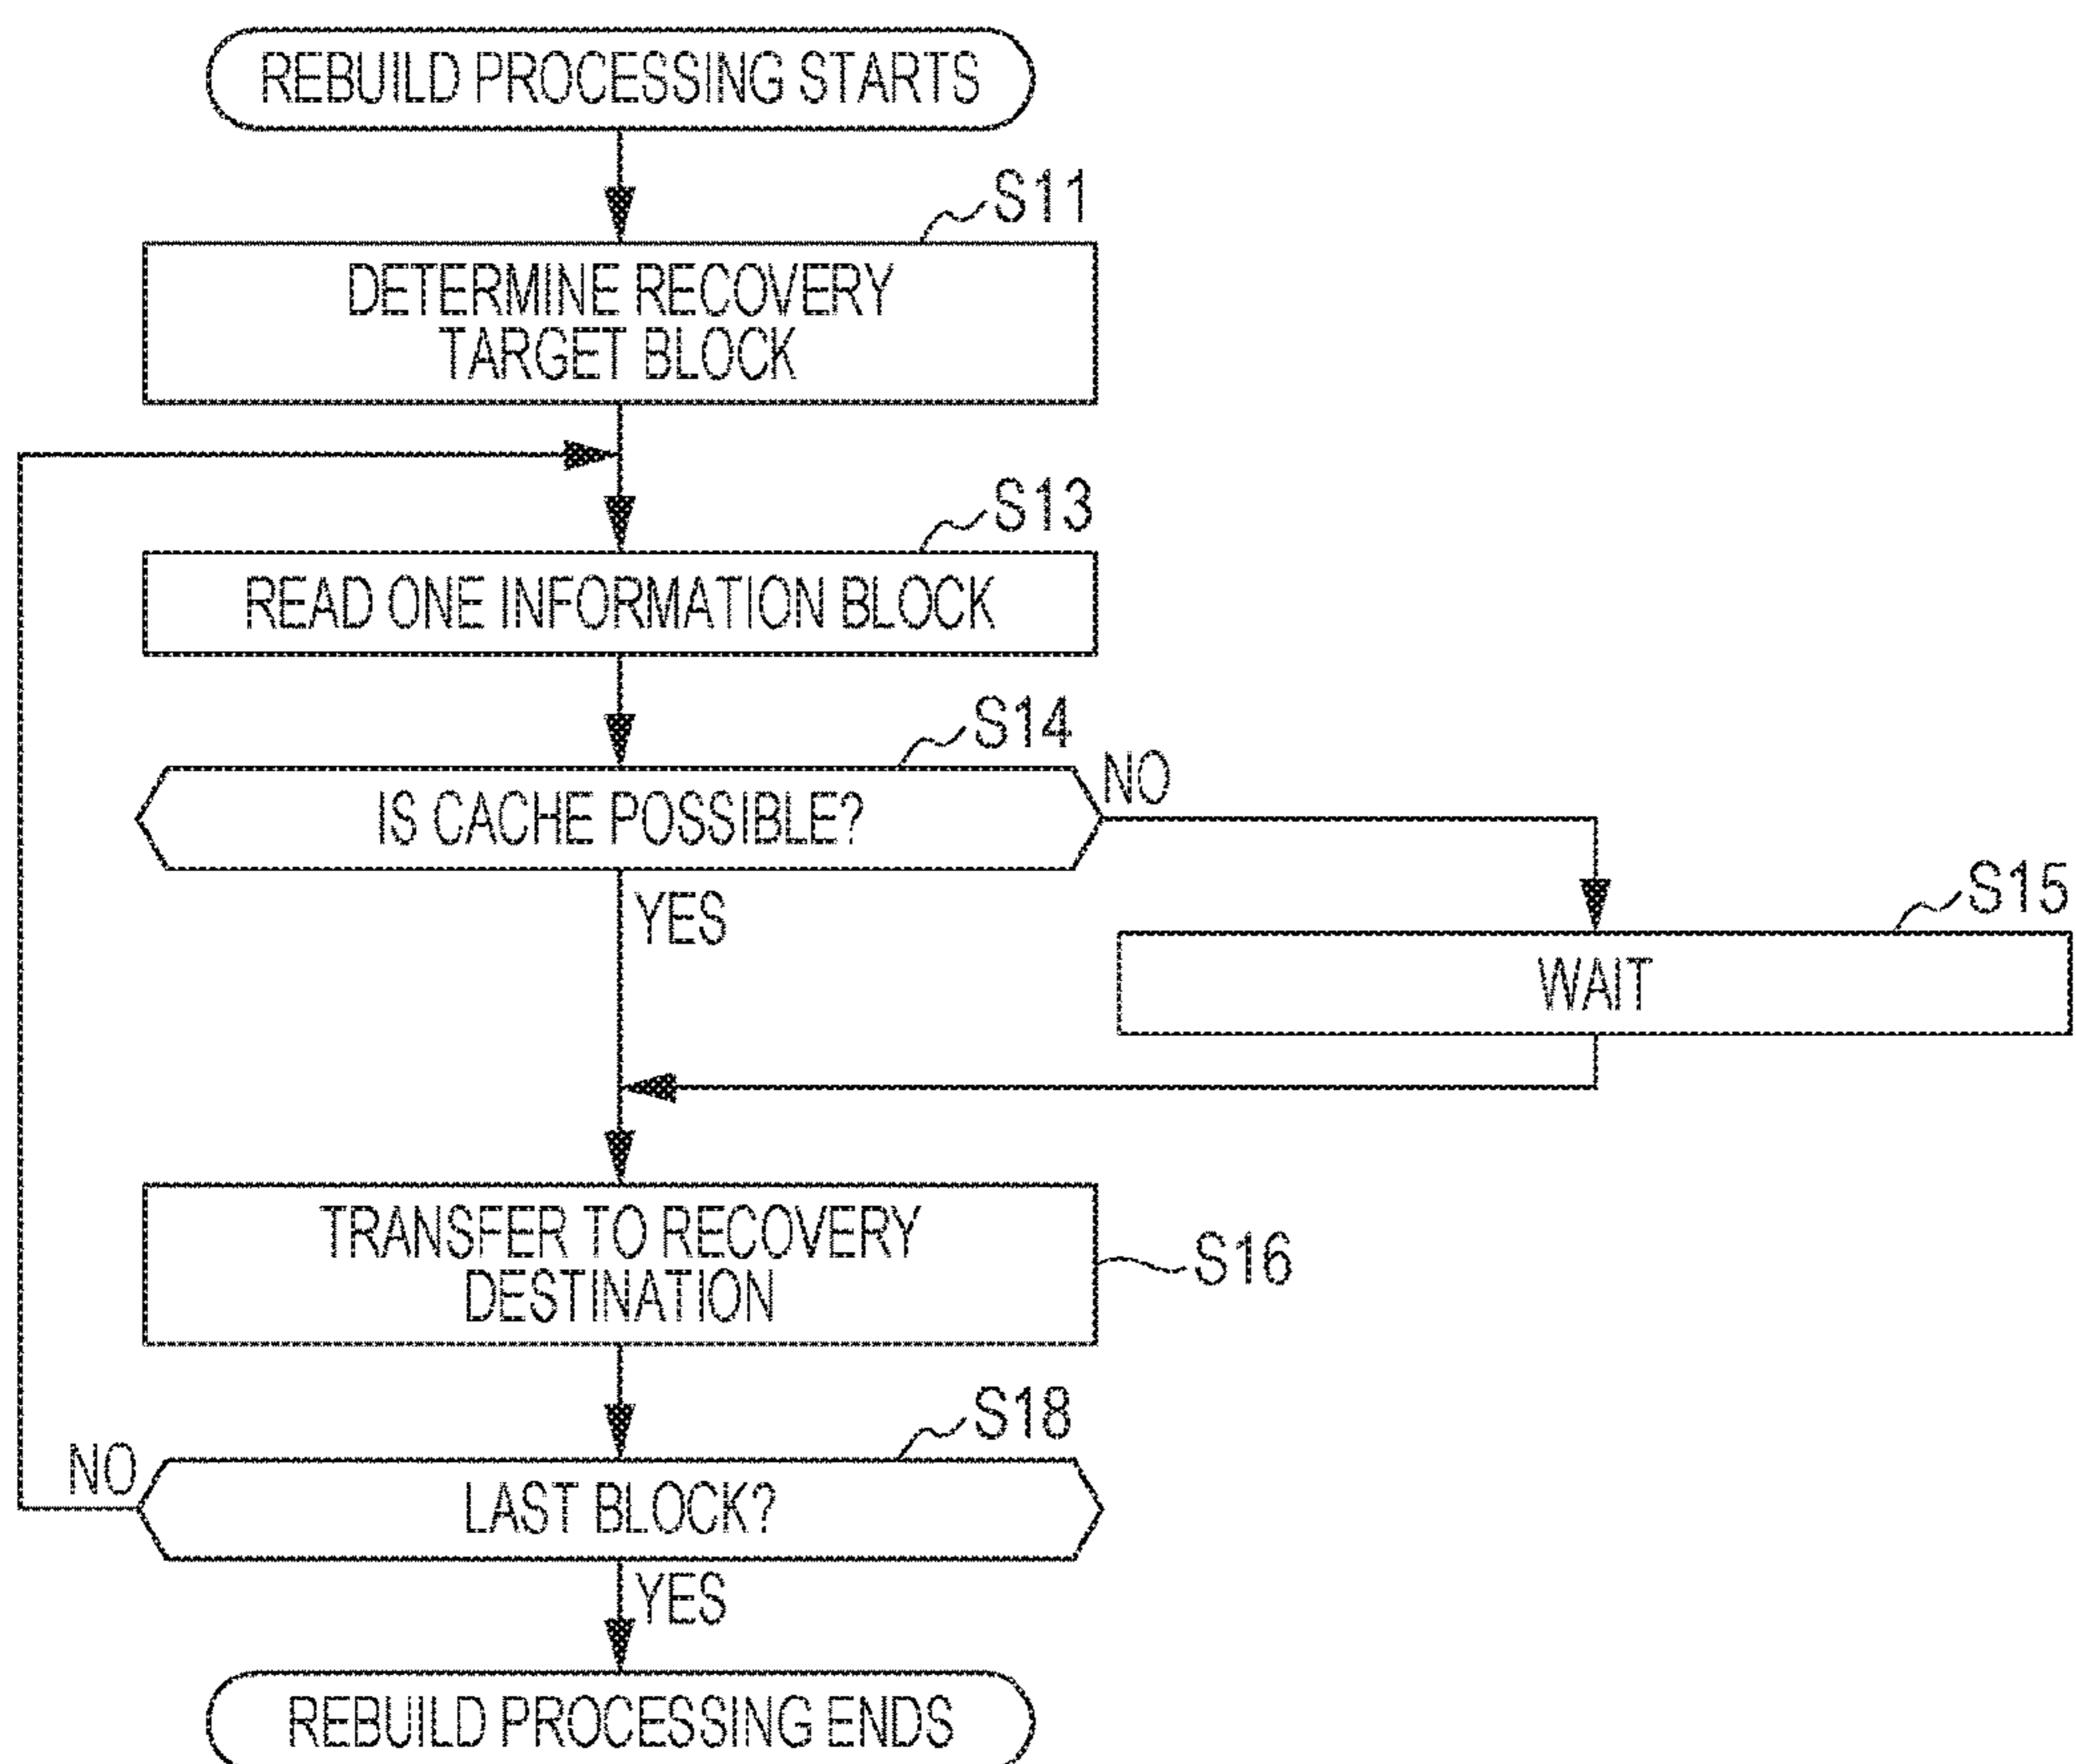 REBUILD PROCESSING STARTS
S11
DETERMINE RECOVERY
TARGET BLOCK
S13
READ ONE INFORMATION BLOCK
S14
IS CACHE POSSIBLE?
NO
YES
S15
WAIT
TRANSFER TO RECOVERY
DESTINATION
S16
S18
NO
LAST BLOCK?
YES
REBUILD PROCESSING ENDS